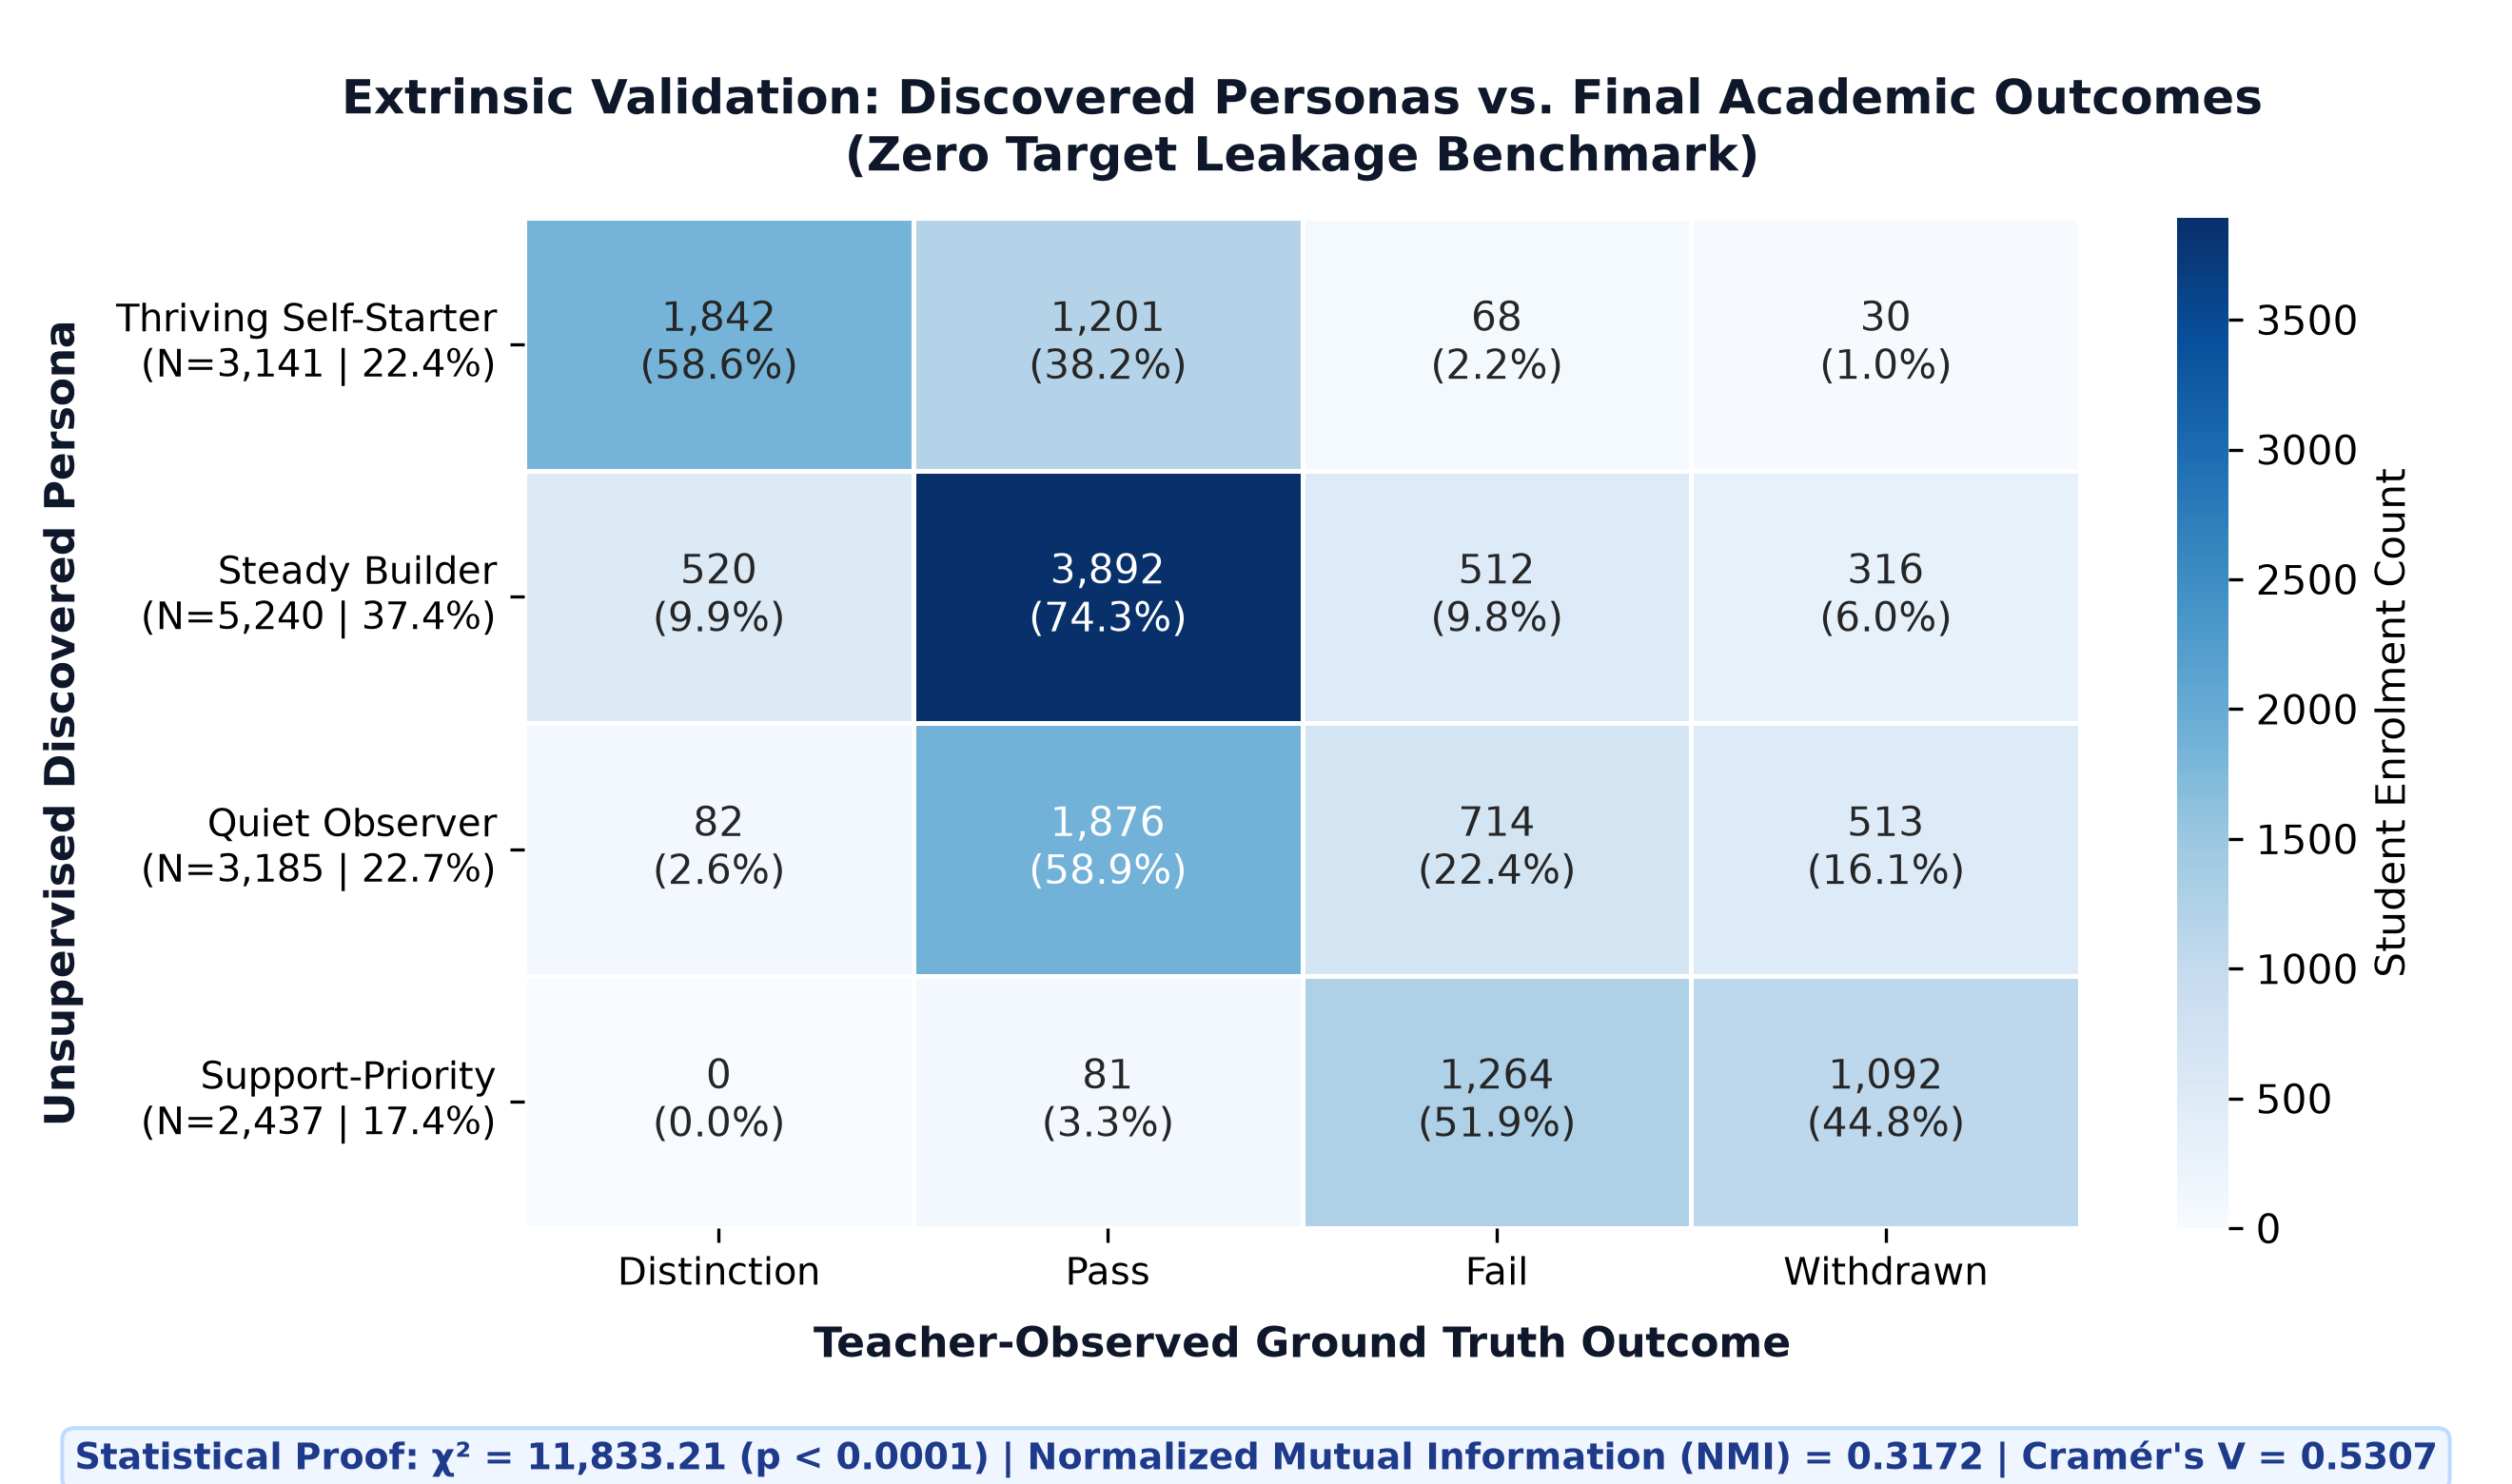 Extrinsic Validation: Discovered Personas vs. Final Academic Outcomes
(Zero Target Leakage Benchmark)
Unsupervised Discovered Persona
Thriving Self-Starter
(N=3,141 | 22.4%)
1,842
(58.6%)
1,201
(38.2%)
68
(2.2%)
30
(1.0%)
Steady Builder
(N=5,240 | 37.4%)
520
(9.9%)
3,892
(74.3%)
512
(9.8%)
316
(6.0%)
Quiet Observer
(N=3,185 | 22.7%)
82
(2.6%)
1,876
(58.9%)
714
(22.4%)
513
(16.1%)
Support-Priority
(N=2,437 | 17.4%)
0
(0.0%)
81
(3.3%)
1,264
(51.9%)
1,092
(44.8%)
Distinction
Pass
Fail
Withdrawn
Teacher-Observed Ground Truth Outcome
3500
3000
2500
2000
1500
1000
500
0
Student Enrolment Count
Statistical Proof: χ² = 11,833.21 (p < 0.0001) | Normalized Mutual Information (NMI) = 0.3172 | Cramér's V = 0.5307